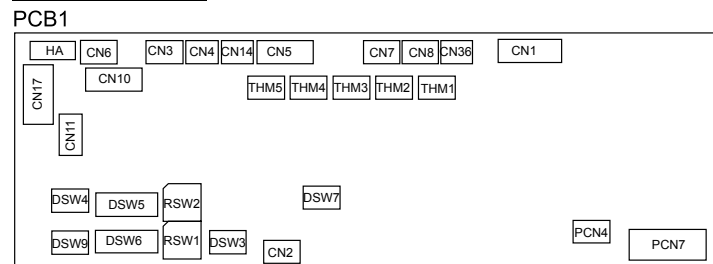 PCB1
HA CN6 CN3 CN4 CN14 CN5 CN7 CN8 CN36 CN1
CN17 CN10 THM5 THM4 THM3 THM2 THM1
CN11
DSW4 DSW5 RSW2 DSW7
DSW9 DSW6 RSW1 DSW3 CN2 PCN4 PCN7